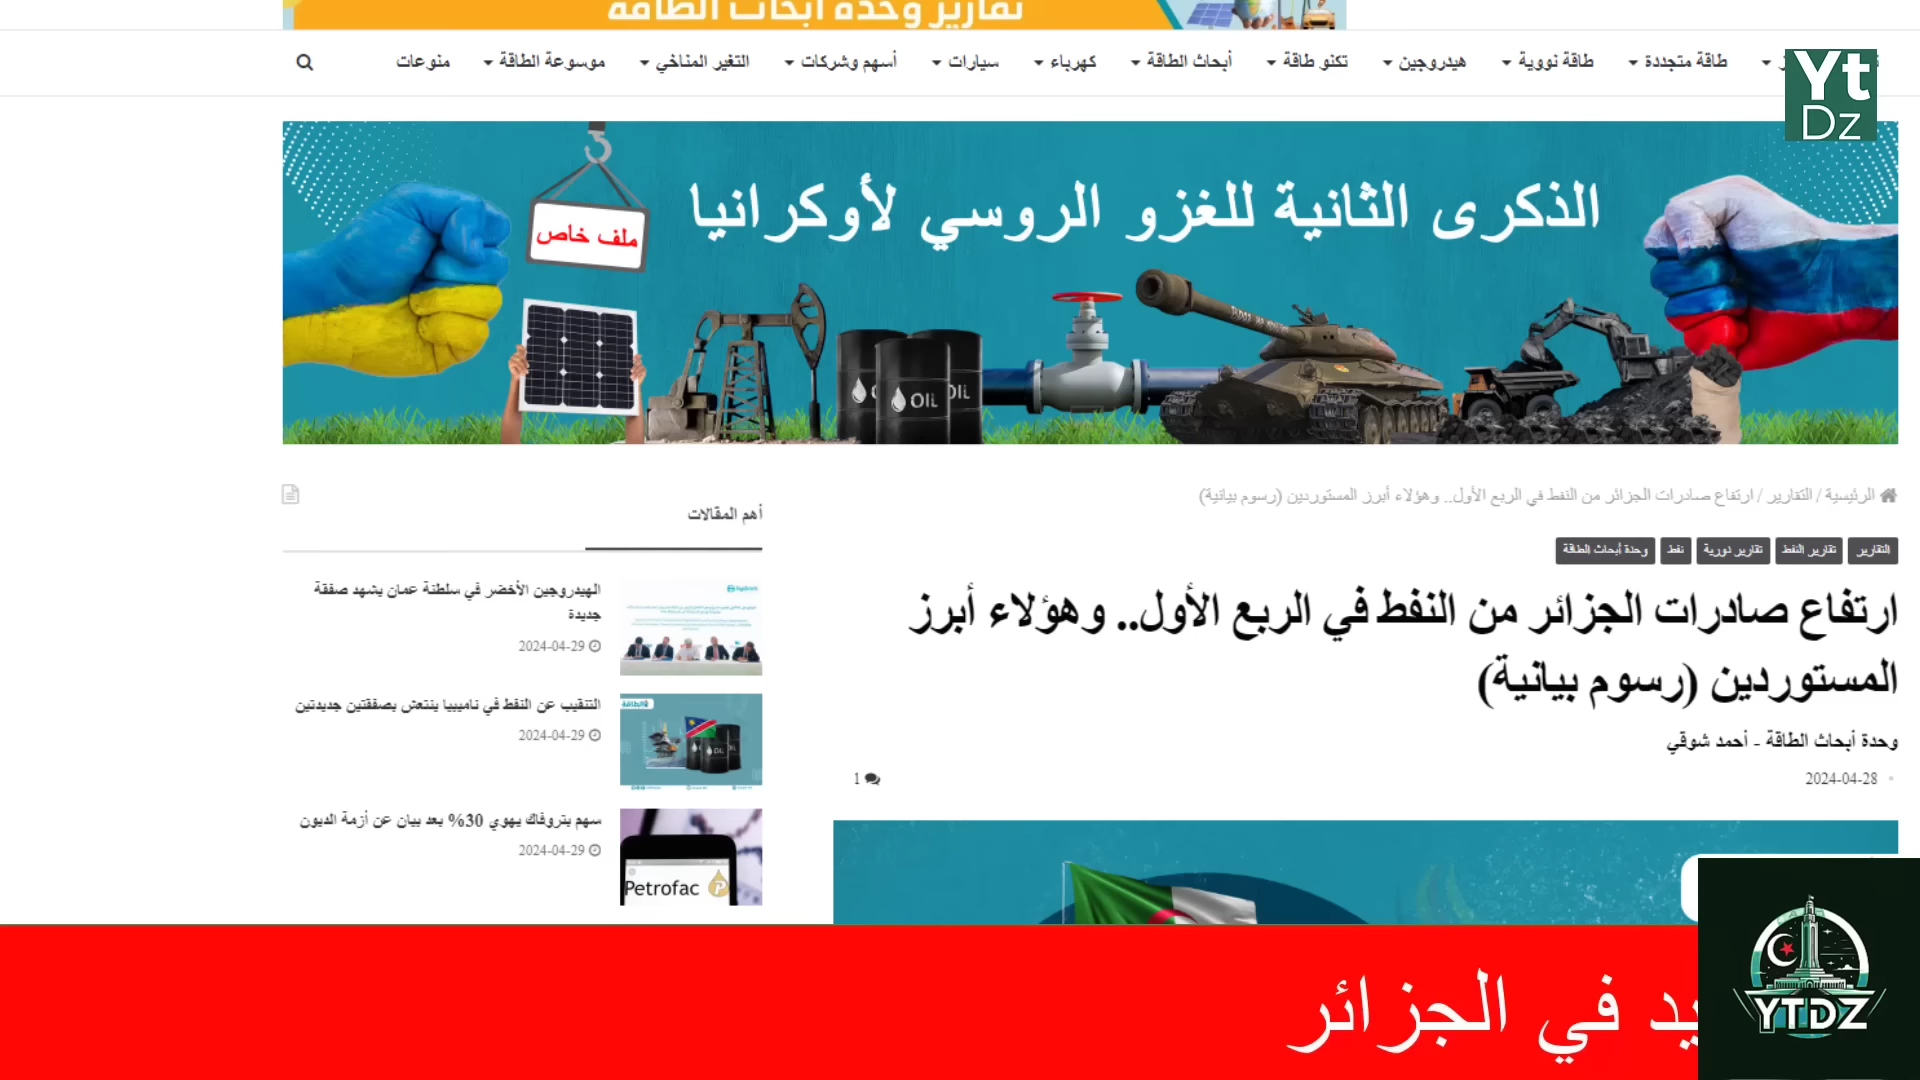 تقارير وحدة أبحاث الطاقة
طاقة متجددة
طاقة نووية
هيدروجين
تكنو طاقة
أبحاث الطاقة
كهرباء
سيارات
أسهم وشركات
التغير المناخي
موسوعة الطاقة
منوعات
Yt
Dz
الذكرى الثانية للغزو الروسي لأوكرانيا
ملف خاص
OIL
OIL
الرئيسية / التقارير / ارتفاع صادرات الجزائر من النفط في الربع الأول.. وهؤلاء أبرز المستوردين (رسوم بيانية)
التقارير
تقارير النفط
تقارير دورية
نفط
وحدة أبحاث الطاقة
ارتفاع صادرات الجزائر من النفط في الربع الأول.. وهؤلاء أبرز
المستوردين (رسوم بيانية)
وحدة أبحاث الطاقة - أحمد شوقي
2024-04-28
1
أهم المقالات
الهيدروجين الأخضر في سلطنة عمان يشهد صفقة
جديدة
2024-04-29
التنقيب عن النفط في ناميبيا ينتعش بصفقتين جديدتين
2024-04-29
سهم بتروفاك يهوي 30% بعد بيان عن أزمة الديون
2024-04-29
Petrofac
يد في الجزائر
YTDZ